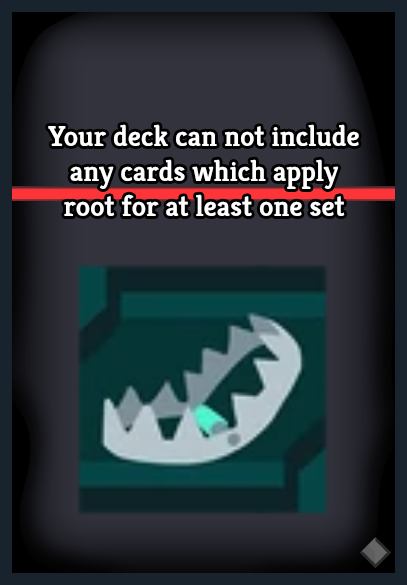 Your deck can not include
any cards which apply
root for at least one set